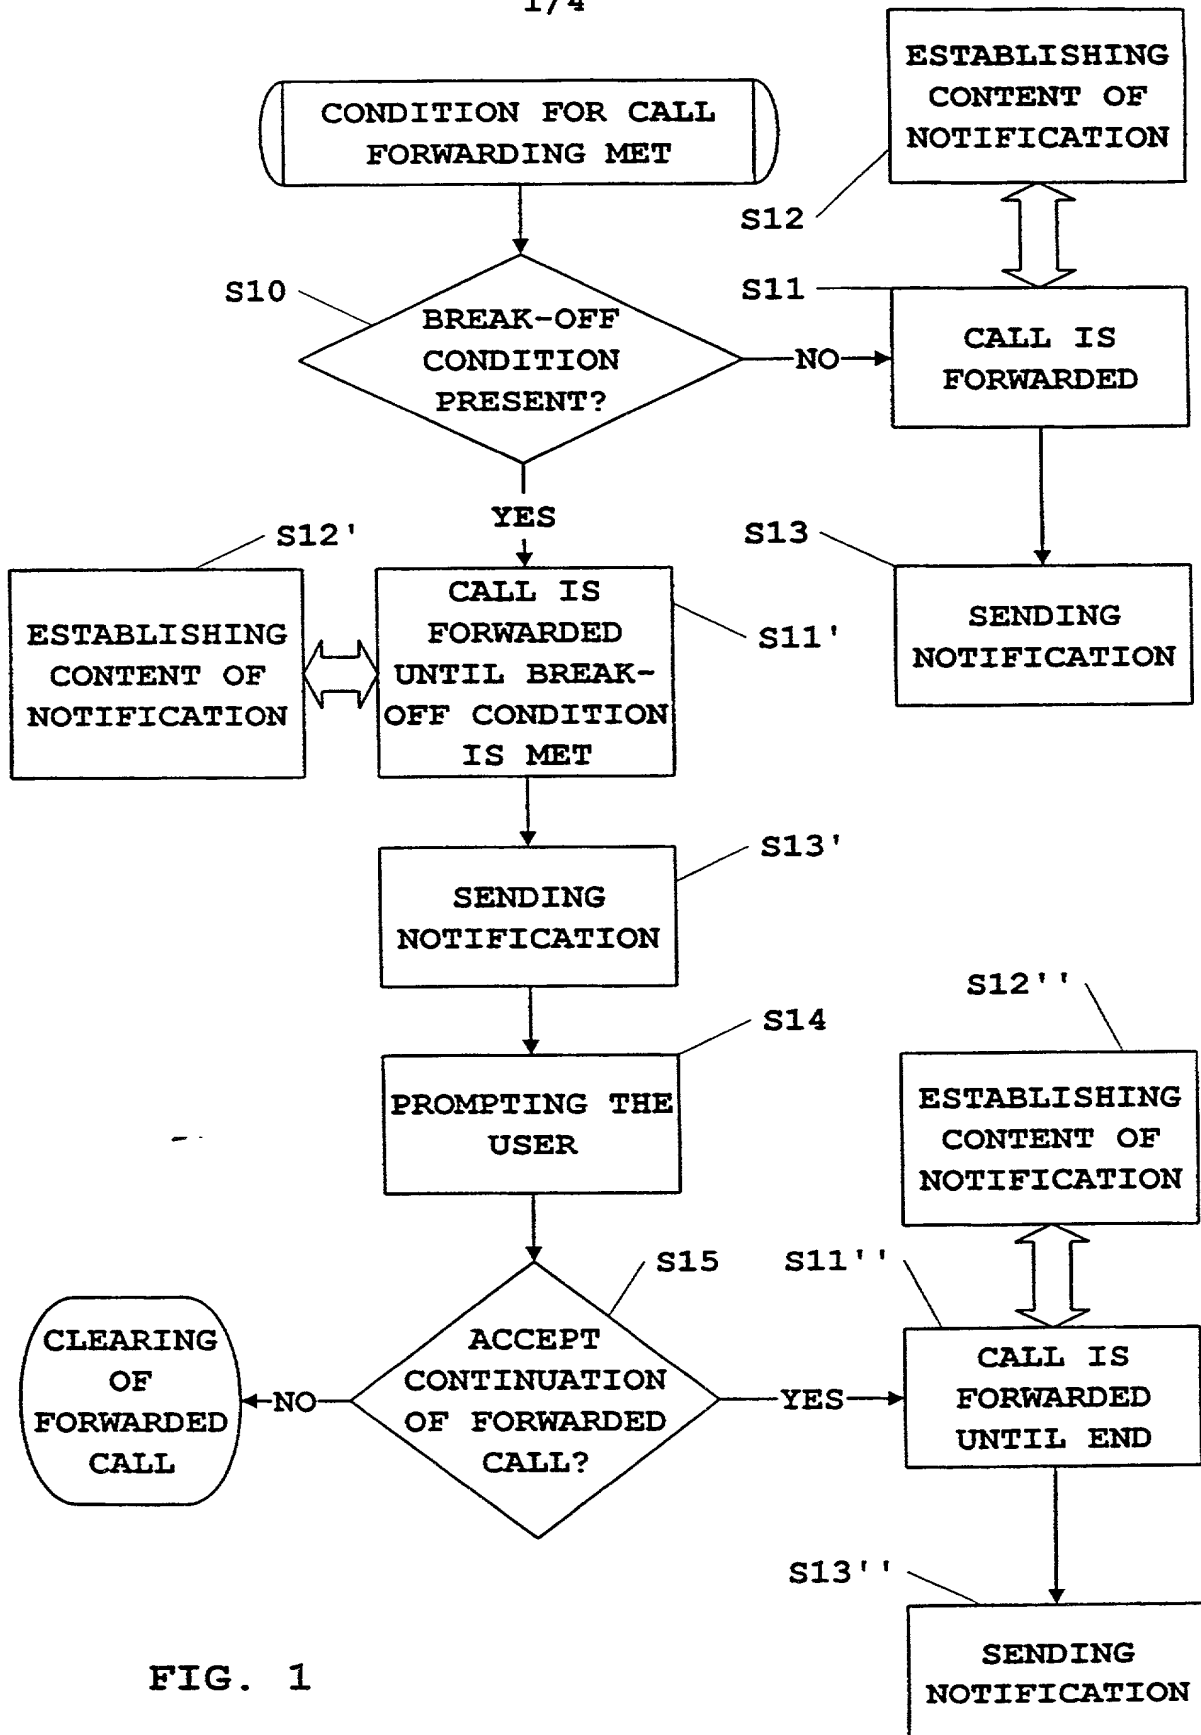 1/4
CONDITION FOR CALL
FORWARDING MET
ESTABLISHING
CONTENT OF
NOTIFICATION
S12
S10
S11
BREAK-OFF
CONDITION
PRESENT?
NO
CALL IS
FORWARDED
YES
S12'
S13
CALL IS
FORWARDED
UNTIL BREAK-
OFF CONDITION
IS MET
S11'
ESTABLISHING
CONTENT OF
NOTIFICATION
SENDING
NOTIFICATION
S13'
SENDING
NOTIFICATION
S12''
S14
PROMPTING THE
USER
ESTABLISHING
CONTENT OF
NOTIFICATION
S15
S11''
CLEARING
OF
FORWARDED
CALL
NO
ACCEPT
CONTINUATION
OF FORWARDED
CALL?
YES
CALL IS
FORWARDED
UNTIL END
S13''
SENDING
NOTIFICATION
FIG. 1